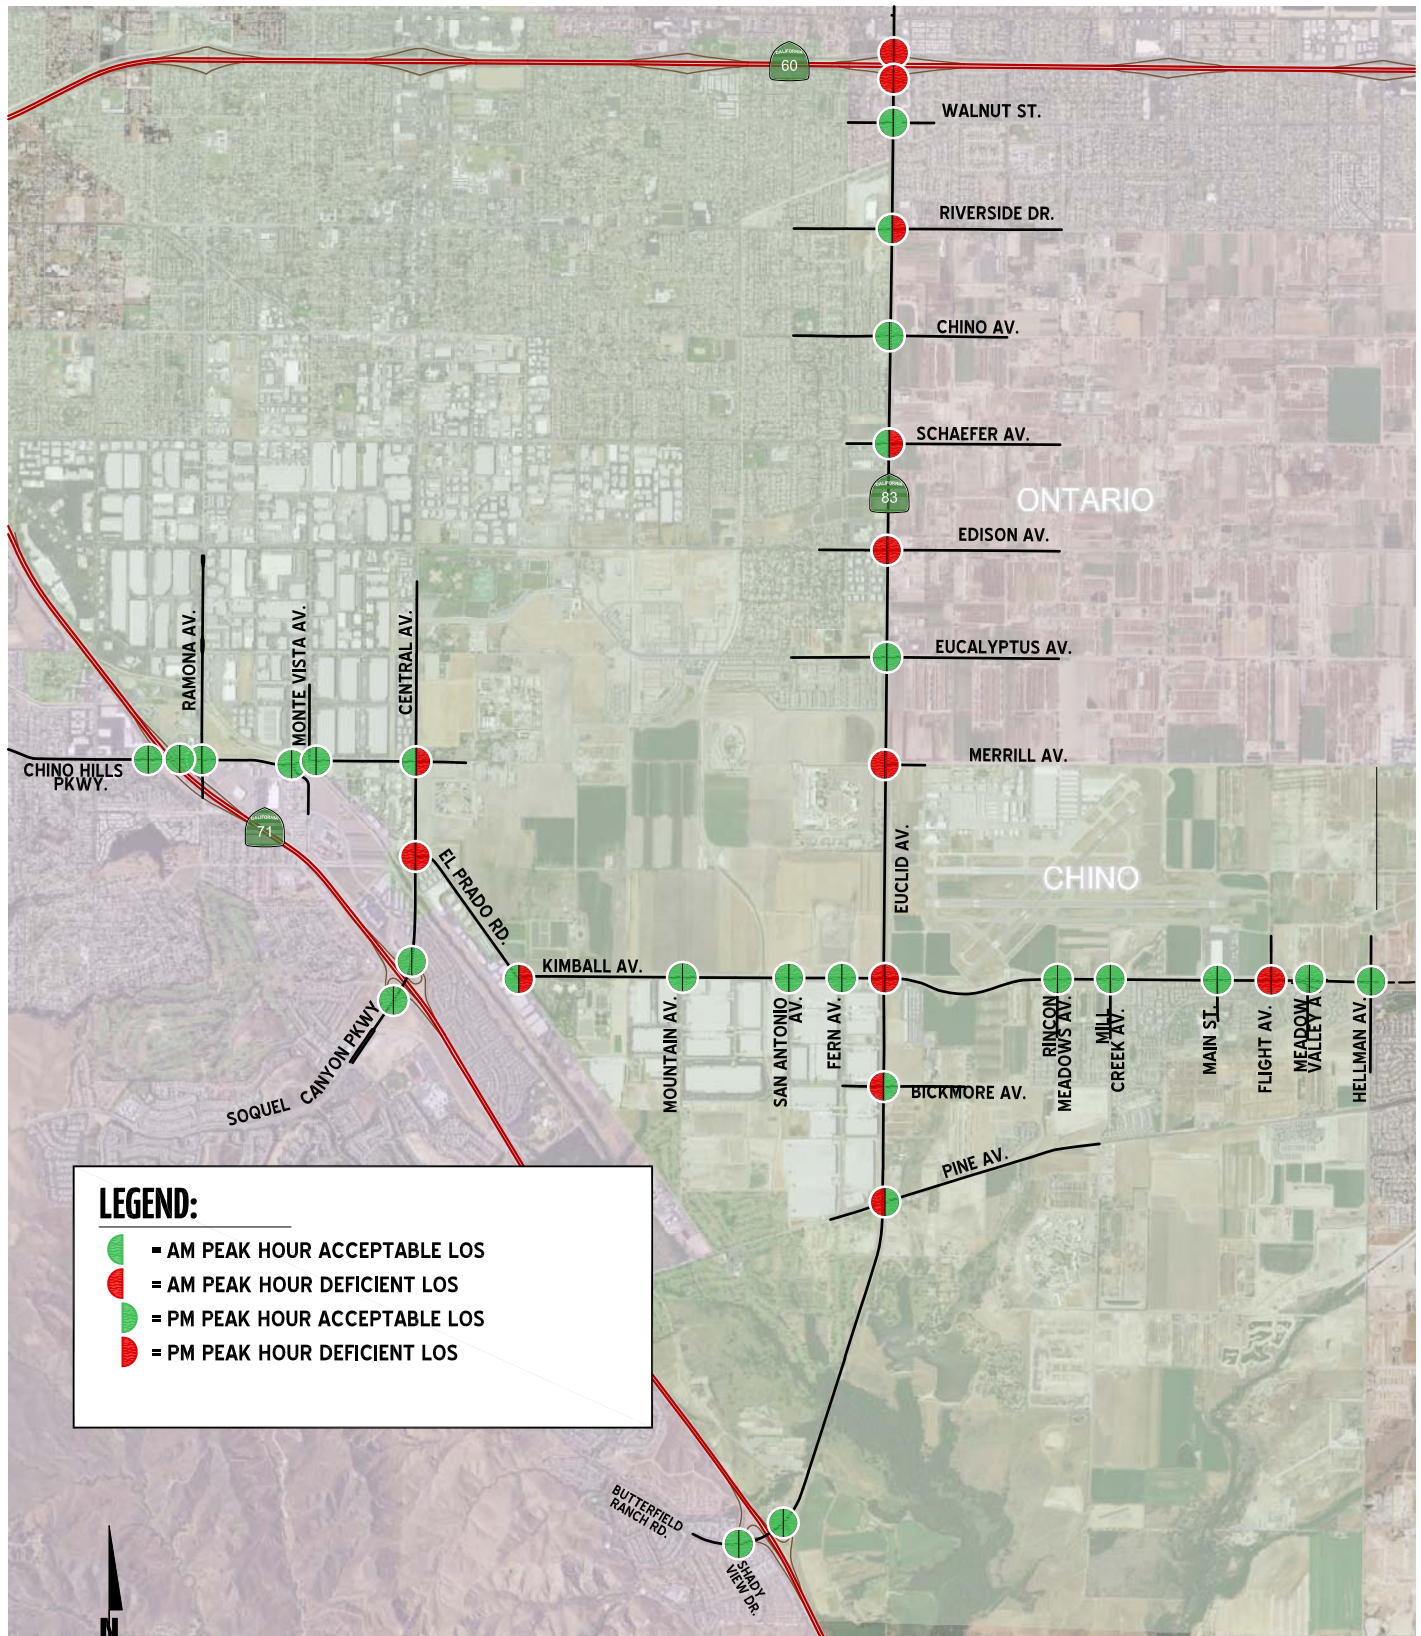 CALIFORNIA
60
WALNUT ST.
RIVERSIDE DR.
CHINO AV.
SCHAEFER AV.
CALIFORNIA
83
ONTARIO
EDISON AV.
EUCALYPTUS AV.
RAMONA AV.
MONTE VISTA AV.
CENTRAL AV.
MERRILL AV.
CHINO HILLS
PKWY.
CALIFORNIA
71
EL PRADO RD.
EUCLID AV.
CHINO
KIMBALL AV.
MOUNTAIN AV.
SAN ANTONIO
AV.
FERN AV.
RINCON
MEADOWS AV.
MILL
CREEK AV.
MAIN ST.
FLIGHT AV.
MEADOW
VALLEY A.
HELLMAN AV.
SOQUEL CANYON PKWY
BICKMORE AV.
PINE AV.
LEGEND:
= AM PEAK HOUR ACCEPTABLE LOS
= AM PEAK HOUR DEFICIENT LOS
= PM PEAK HOUR ACCEPTABLE LOS
= PM PEAK HOUR DEFICIENT LOS
BUTTERFIELD
RANCH RD.
SHADY
VIEW DR.
N